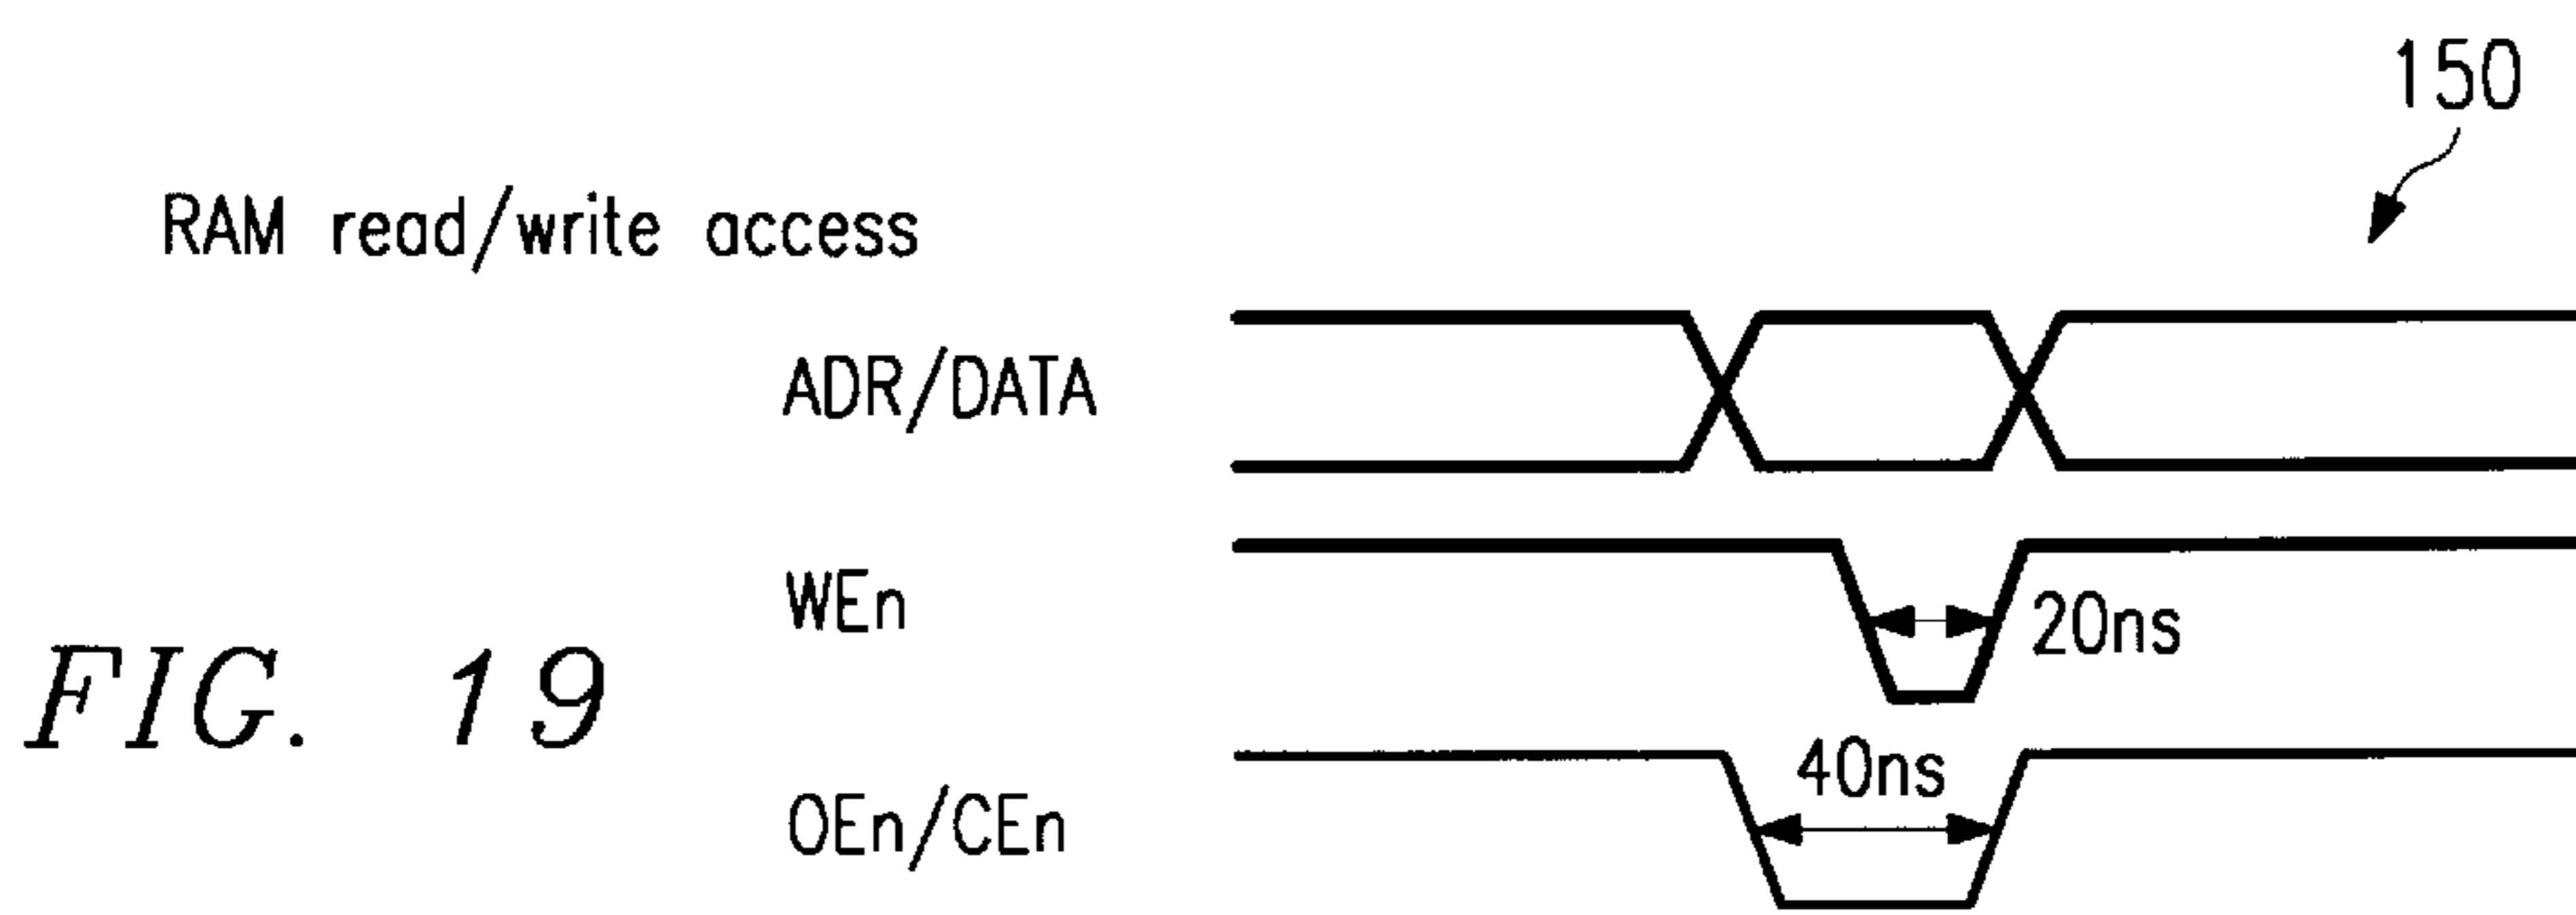 150
RAM read/write access
ADR/DATA
WEn
20ns
FIG. 19
40ns
OEn/CEn